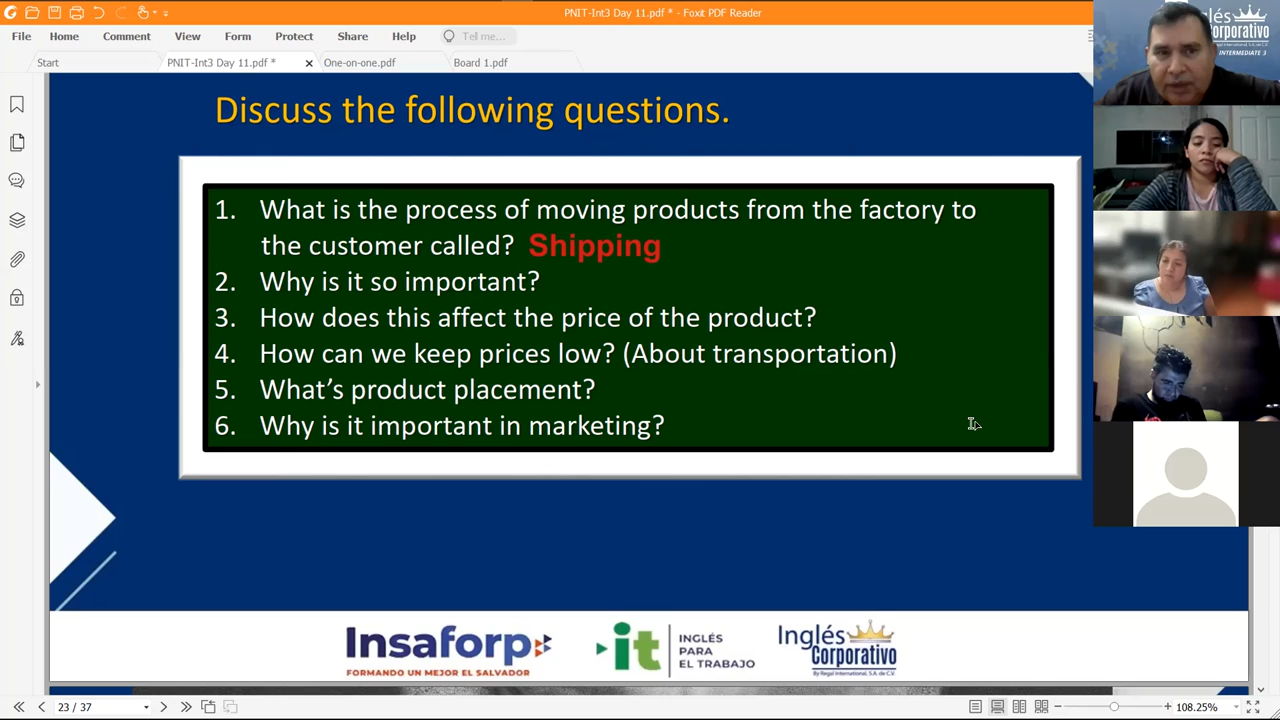 PNIT-Int3 Day 11.pdf * - Foxit PDF Reader
File Home Comment View Form Protect Share Help Tell me...
Start PNIT-Int3 Day 11.pdf * One-on-one.pdf Board 1.pdf
Discuss the following questions.
1. What is the process of moving products from the factory to
the customer called? Shipping
2. Why is it so important?
3. How does this affect the price of the product?
4. How can we keep prices low? (About transportation)
5. What's product placement?
6. Why is it important in marketing?
Insaforp
FORMANDO UN MEJOR EL SALVADOR
it
INGLÉS
PARA
EL TRABAJO
Inglés
Corporativo
By Regal International, S.A. de C.V.
23 / 37
108.25%
Corporativo
INTERMEDIATE 3